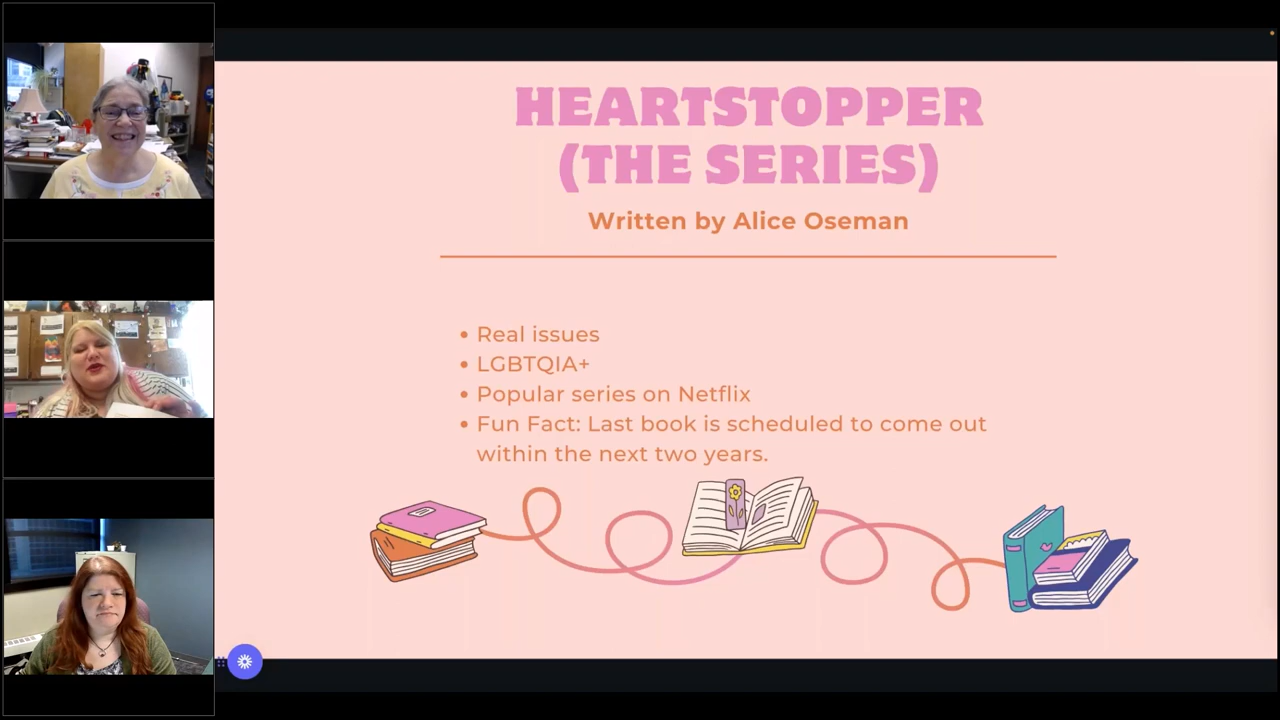 HEARTSTOPPER
(THE SERIES)
Written by Alice Oseman
• Real issues
• LGBTQIA+
• Popular series on Netflix
• Fun Fact: Last book is scheduled to come out
within the next two years.